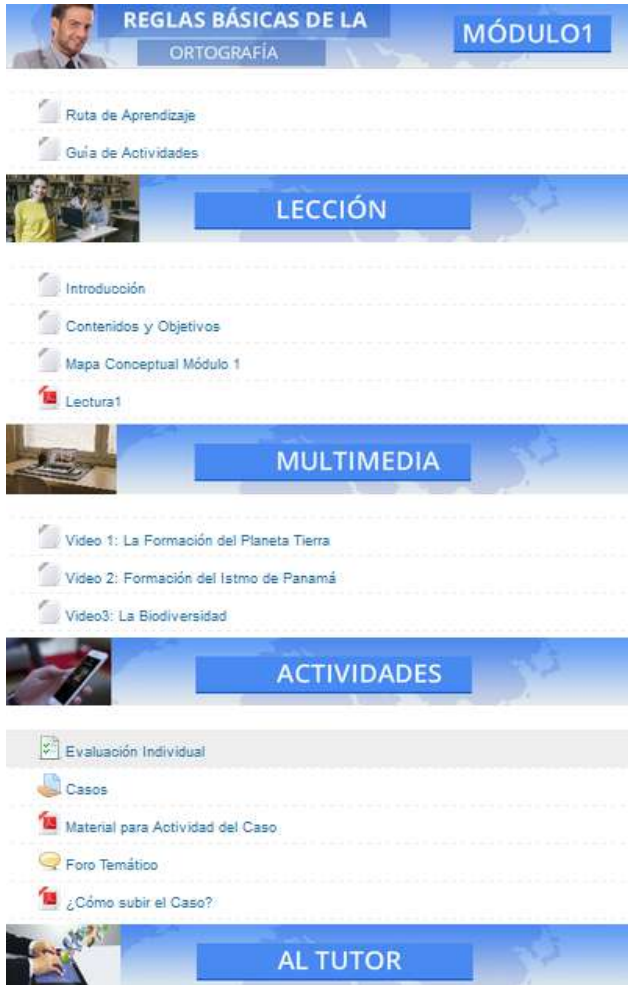 REGLAS BÁSICAS DE LA
ORTOGRAFÍA
MÓDULO1
Ruta de Aprendizaje
Guía de Actividades
LECCIÓN
Introducción
Contenidos y Objetivos
Mapa Conceptual Módulo 1
Lectura1
MULTIMEDIA
Video 1: La Formación del Planeta Tierra
Video 2: Formación del Istmo de Panamá
Video3: La Biodiversidad
ACTIVIDADES
Evaluación Individual
Casos
Material para Actividad del Caso
Foro Temático
¿Cómo subir el Caso?
AL TUTOR